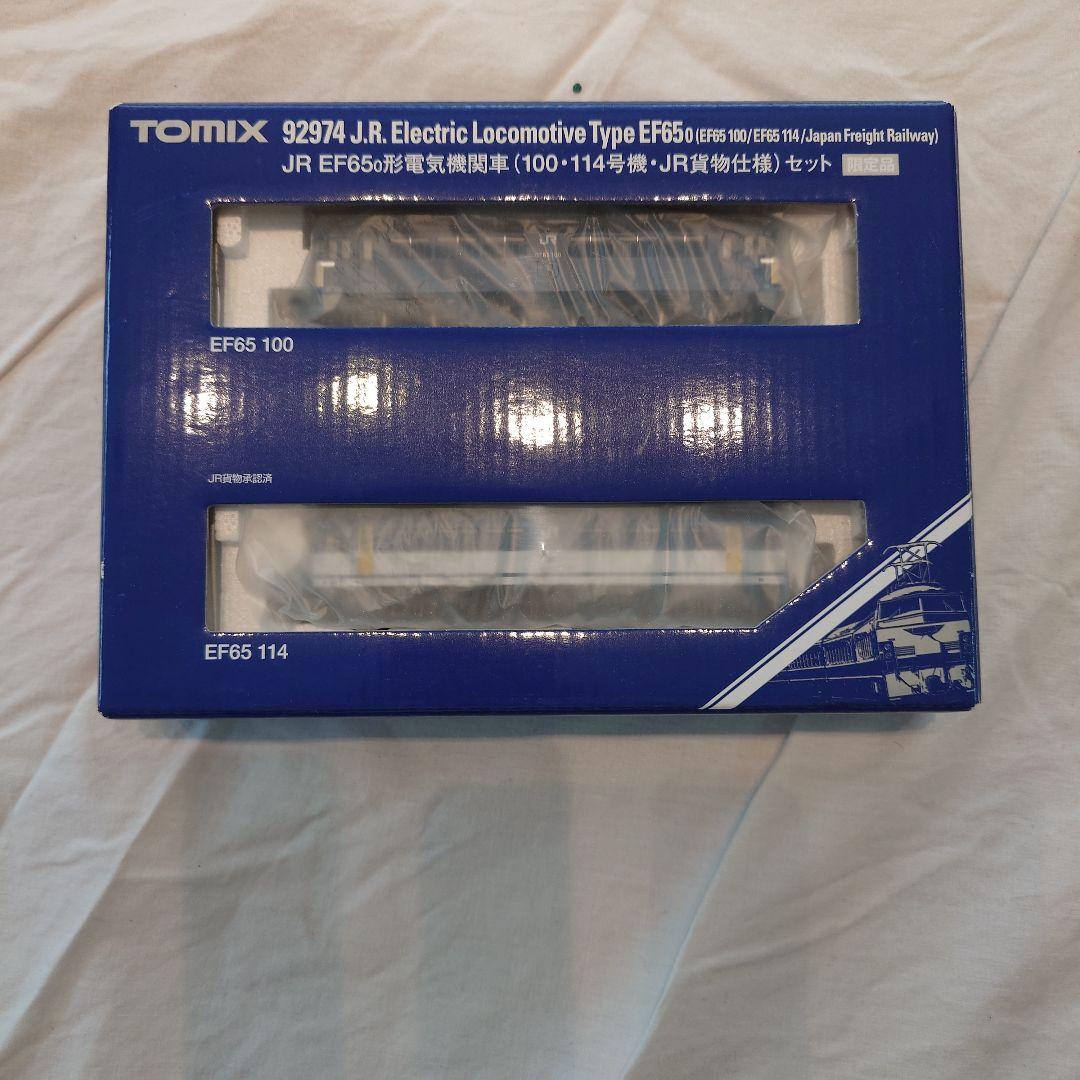 TOMIX 92974 J.R. Electric Locomotive Type EF65 0 (EF65 100/EF65 114/Japan Freight Railway)
JR EF65 0形電気機関車(100・114号機・JR貨物仕様)セット 限定品
JR
EF65 100
JR貨物承認済
EF65 114